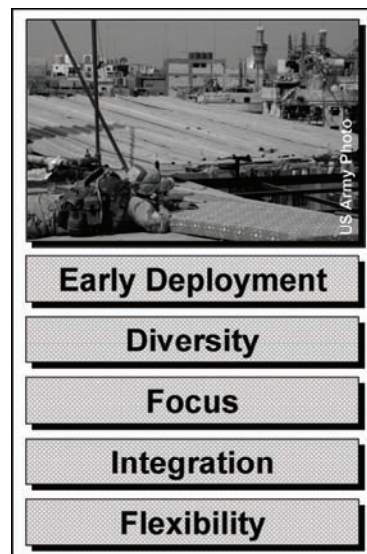 US Army Photo
Early Deployment
Diversity
Focus
Integration
Flexibility